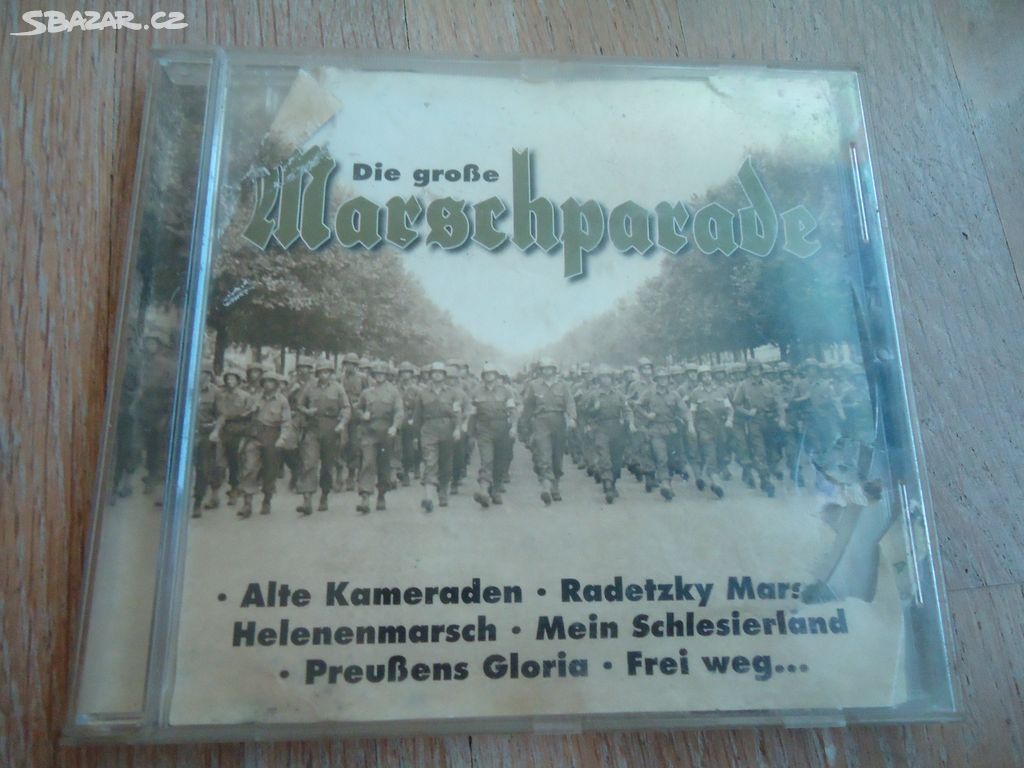 SBAZAR.CZ
Die große
Marschparade
• Alte Kameraden • Radetzky Mars
Helenenmarsch • Mein Schlesierland
• Preußens Gloria • Frei weg...